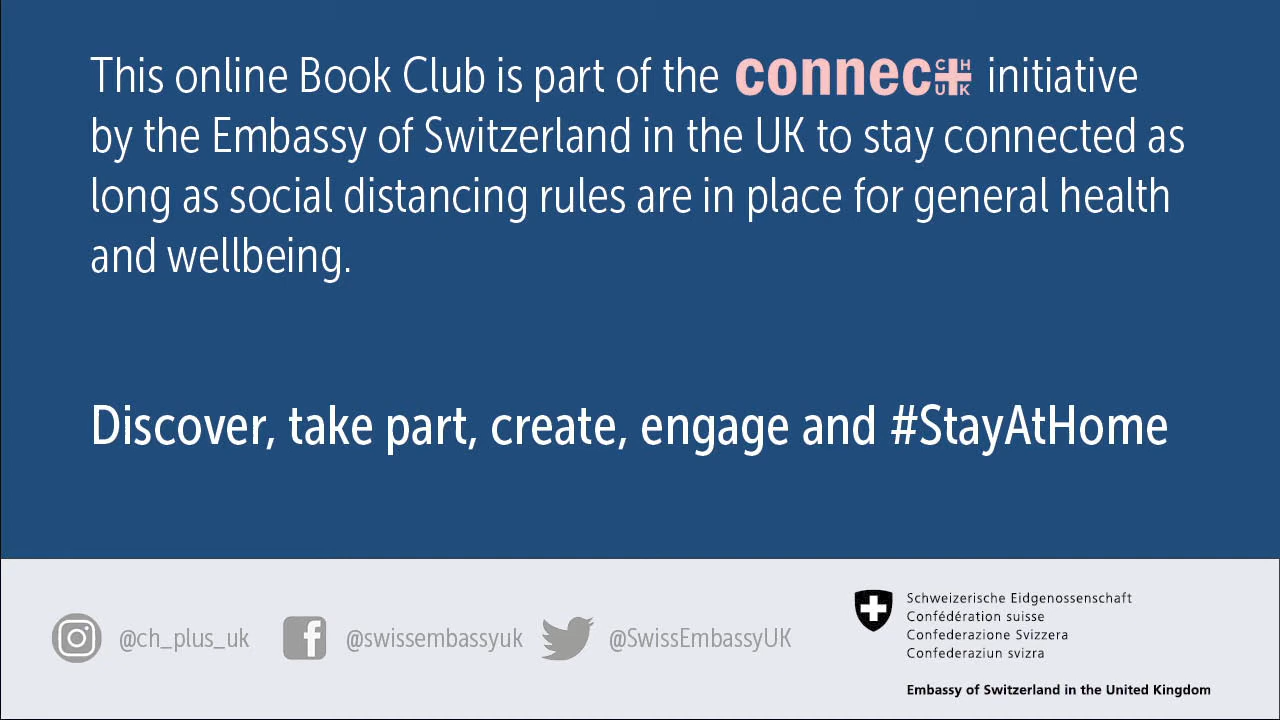 This online Book Club is part of the connect CH UK initiative
by the Embassy of Switzerland in the UK to stay connected as
long as social distancing rules are in place for general health
and wellbeing.
Discover, take part, create, engage and #StayAtHome
@ch_plus_uk @swissembassyuk @SwissEmbassyUK
Schweizerische Eidgenossenschaft
Confédération suisse
Confederazione Svizzera
Confederaziun svizra
Embassy of Switzerland in the United Kingdom